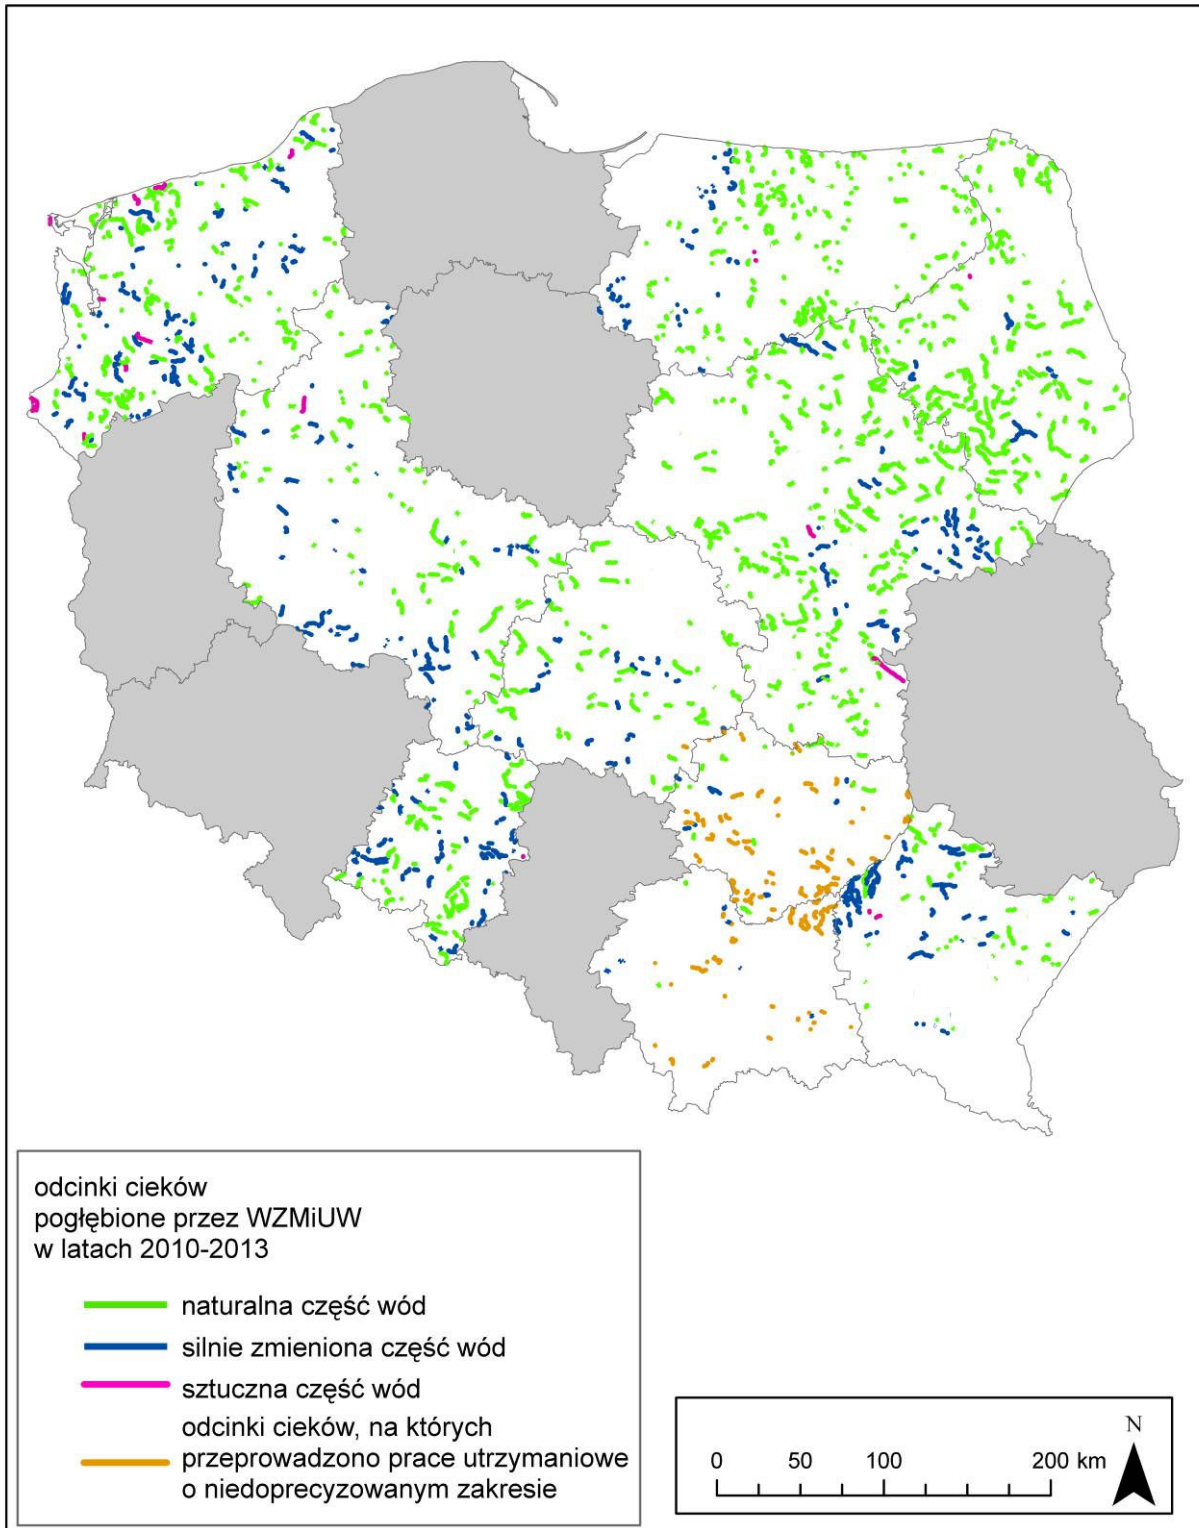 odcinki cieków
pogłębione przez WZMiUW
w latach 2010-2013
naturalna część wód
silnie zmieniona część wód
sztuczna część wód
odcinki cieków, na których
przeprowadzono prace utrzymaniowe
o niedoprecyzowanym zakresie
N
0 50 100 200 km